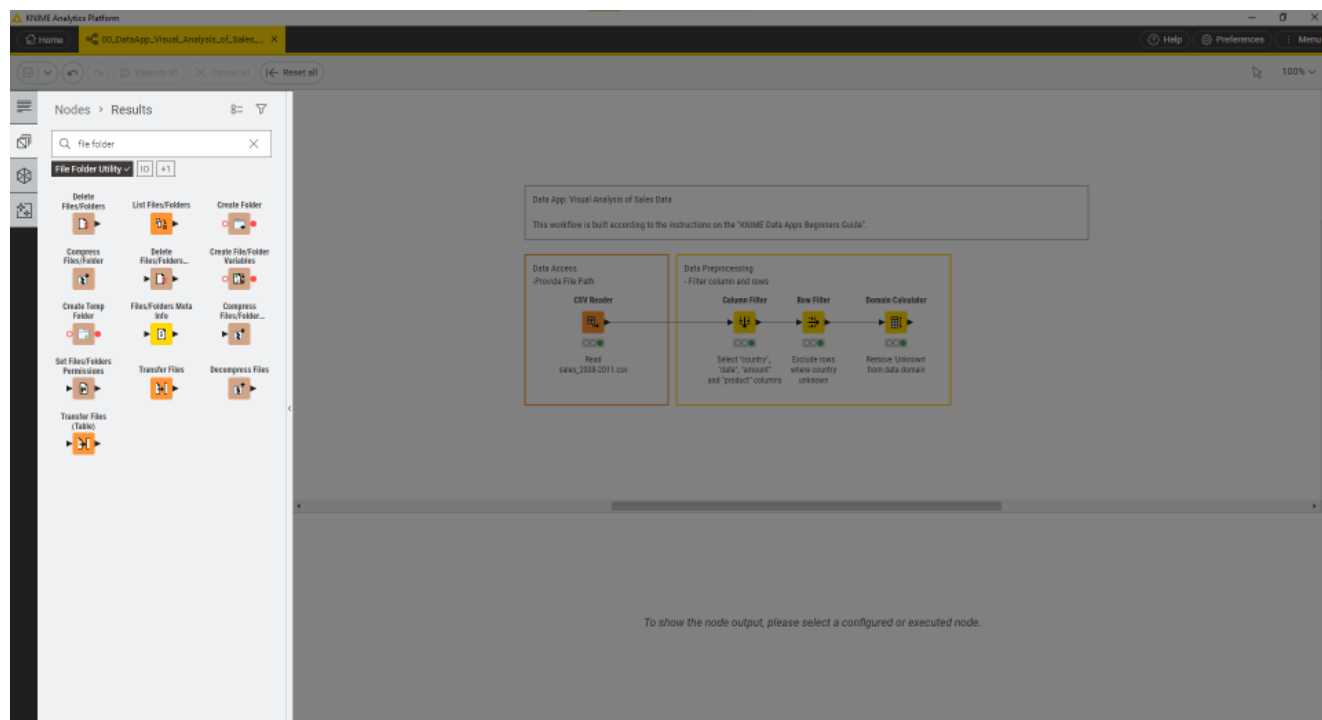 KNIME Analytics Platform
Home
00_DataApp_Visual_Analysis_of_Sales_...
Help
Preferences
Menu
Execute all
Cancel all
Reset all
100%
Nodes > Results
file folder
File Folder Utility
IO
+1
Delete
Files/Folders
List Files/Folders
Create Folder
Compress
Files/Folder
Delete
Files/Folders...
Create File/Folder
Variables
Create Temp
Folder
Files/Folders Meta
Info
Compress
Files/Folder...
Set Files/Folders
Permissions
Transfer Files
Decompress Files
Transfer Files
(Table)
Data App: Visual Analysis of Sales Data
This workflow is built according to the instructions on the "KNIME Data Apps Beginners Guide".
Data Access
-Provide File Path
CSV Reader
Read
sales_2008-2011.csv
Data Preprocessing
- Filter column and rows
Column Filter
Select "country",
"date", "amount"
and "product" columns
Row Filter
Exclude rows
where country
unknown
Domain Calculator
Remove 'Unknown'
from data domain
To show the node output, please select a configured or executed node.